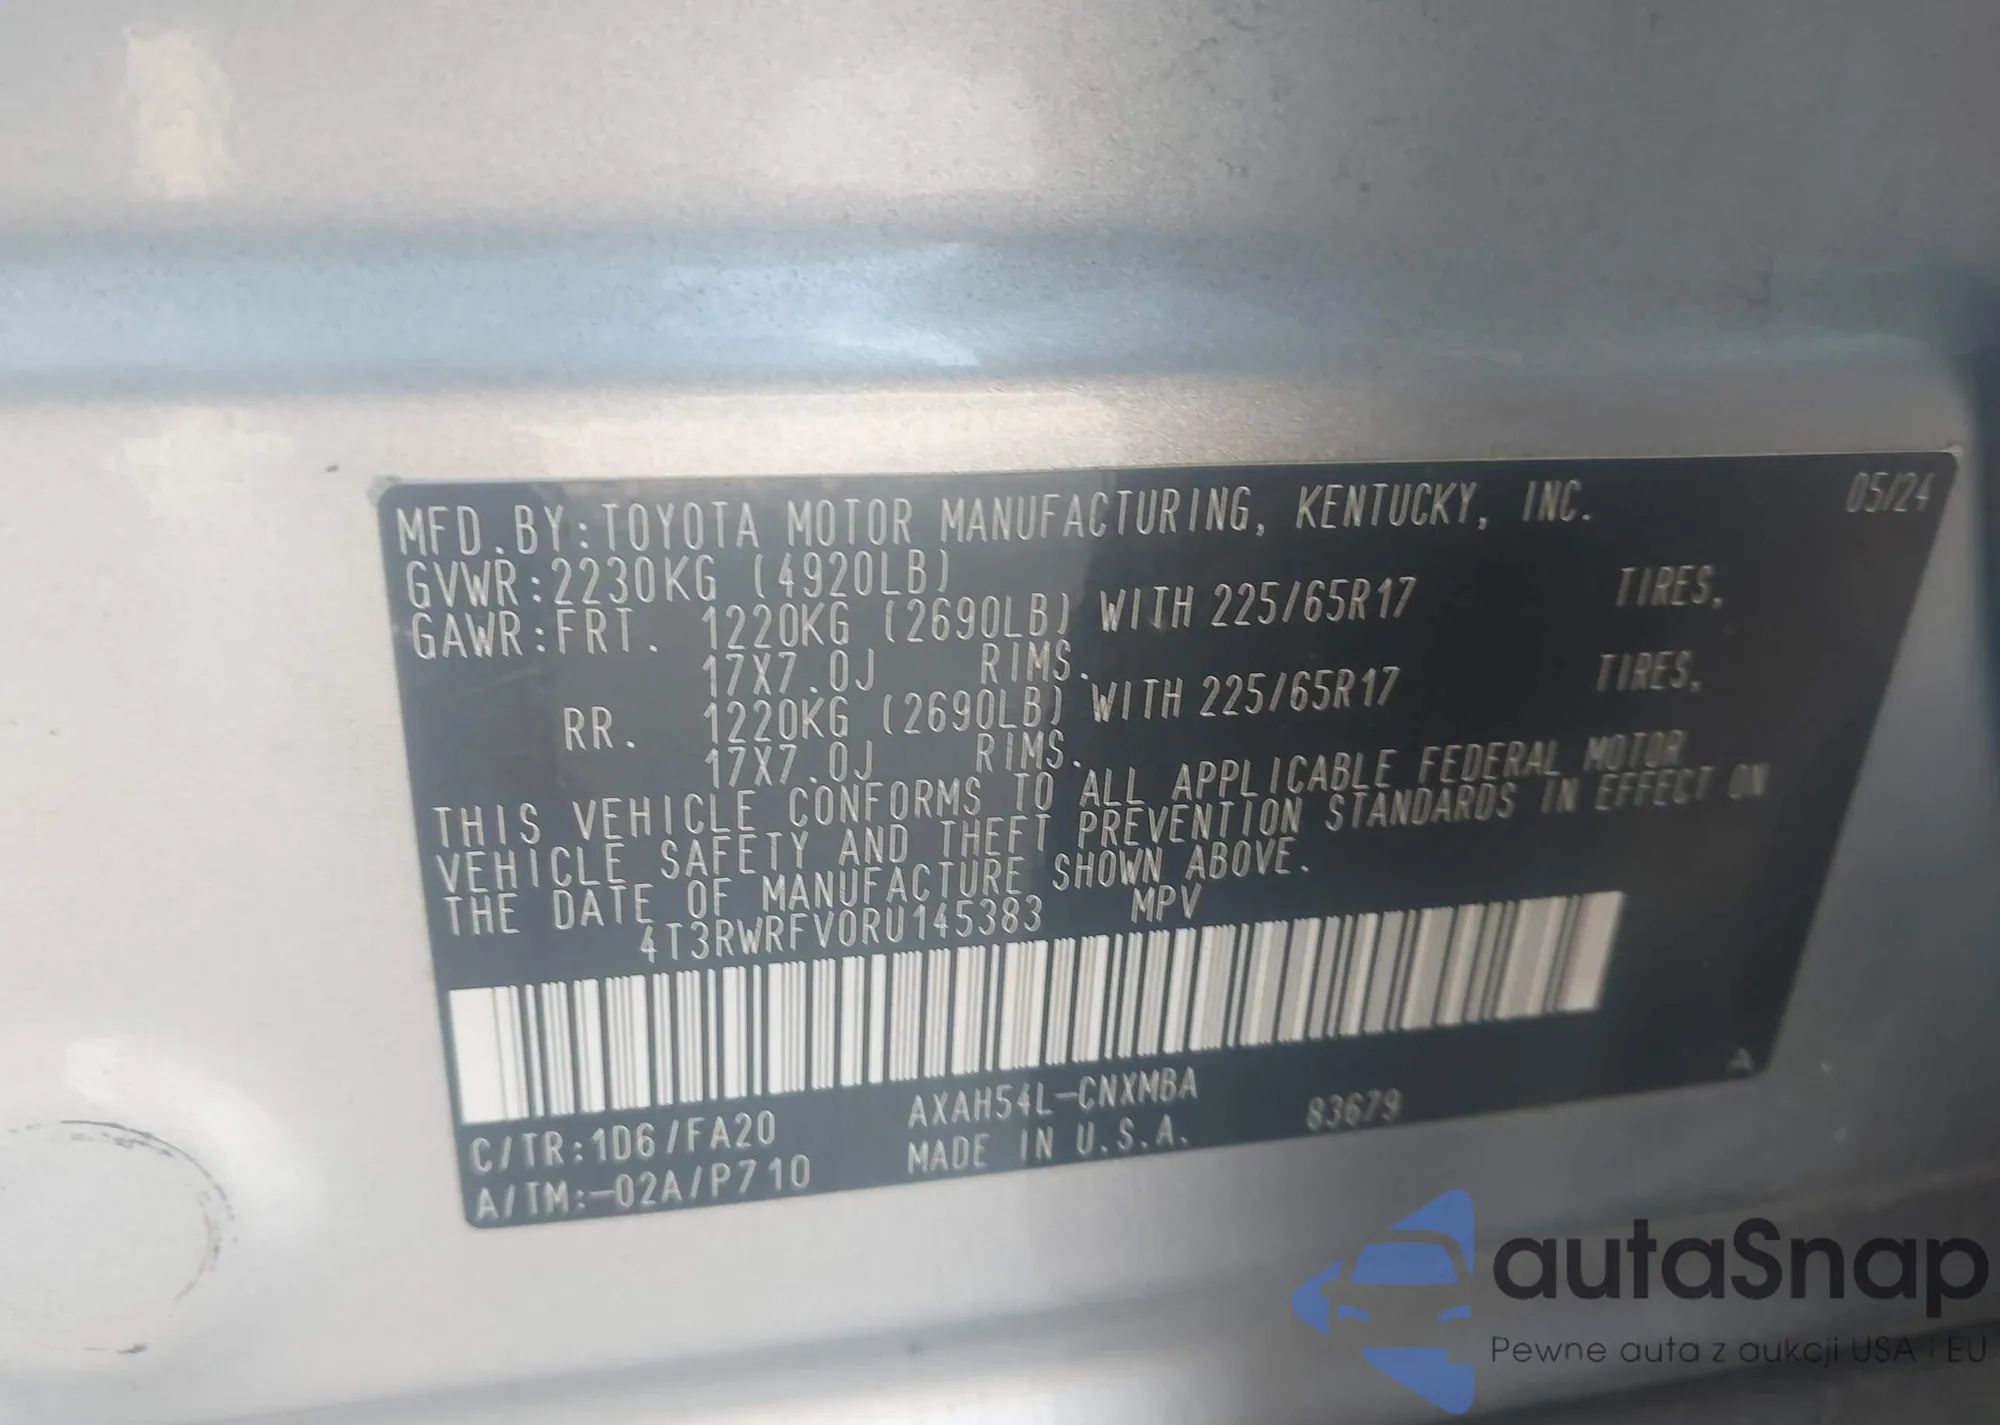 MFD. BY:TOYOTA MOTOR MANUFACTURING, KENTUCKY, INC. 05/24
GVWR:2230KG (4920LB)
GAWR:FRT. 1220KG (2690LB) WITH 225/65R17 TIRES,
17X7.0J RIMS.
RR. 1220KG (2690LB) WITH 225/65R17 TIRES,
17X7.0J RIMS.
THIS VEHICLE CONFORMS TO ALL APPLICABLE FEDERAL MOTOR
VEHICLE SAFETY AND THEFT PREVENTION STANDARDS IN EFFECT ON
THE DATE OF MANUFACTURE SHOWN ABOVE.
4T3RWRFV0RU145383 MPV
A
C/TR:1D6/FA20 AXAH54L-CNXMBA 83679
A/TM:-02A/P710 MADE IN U.S.A.
autaSnap
Pewne auta z aukcji USA i EU